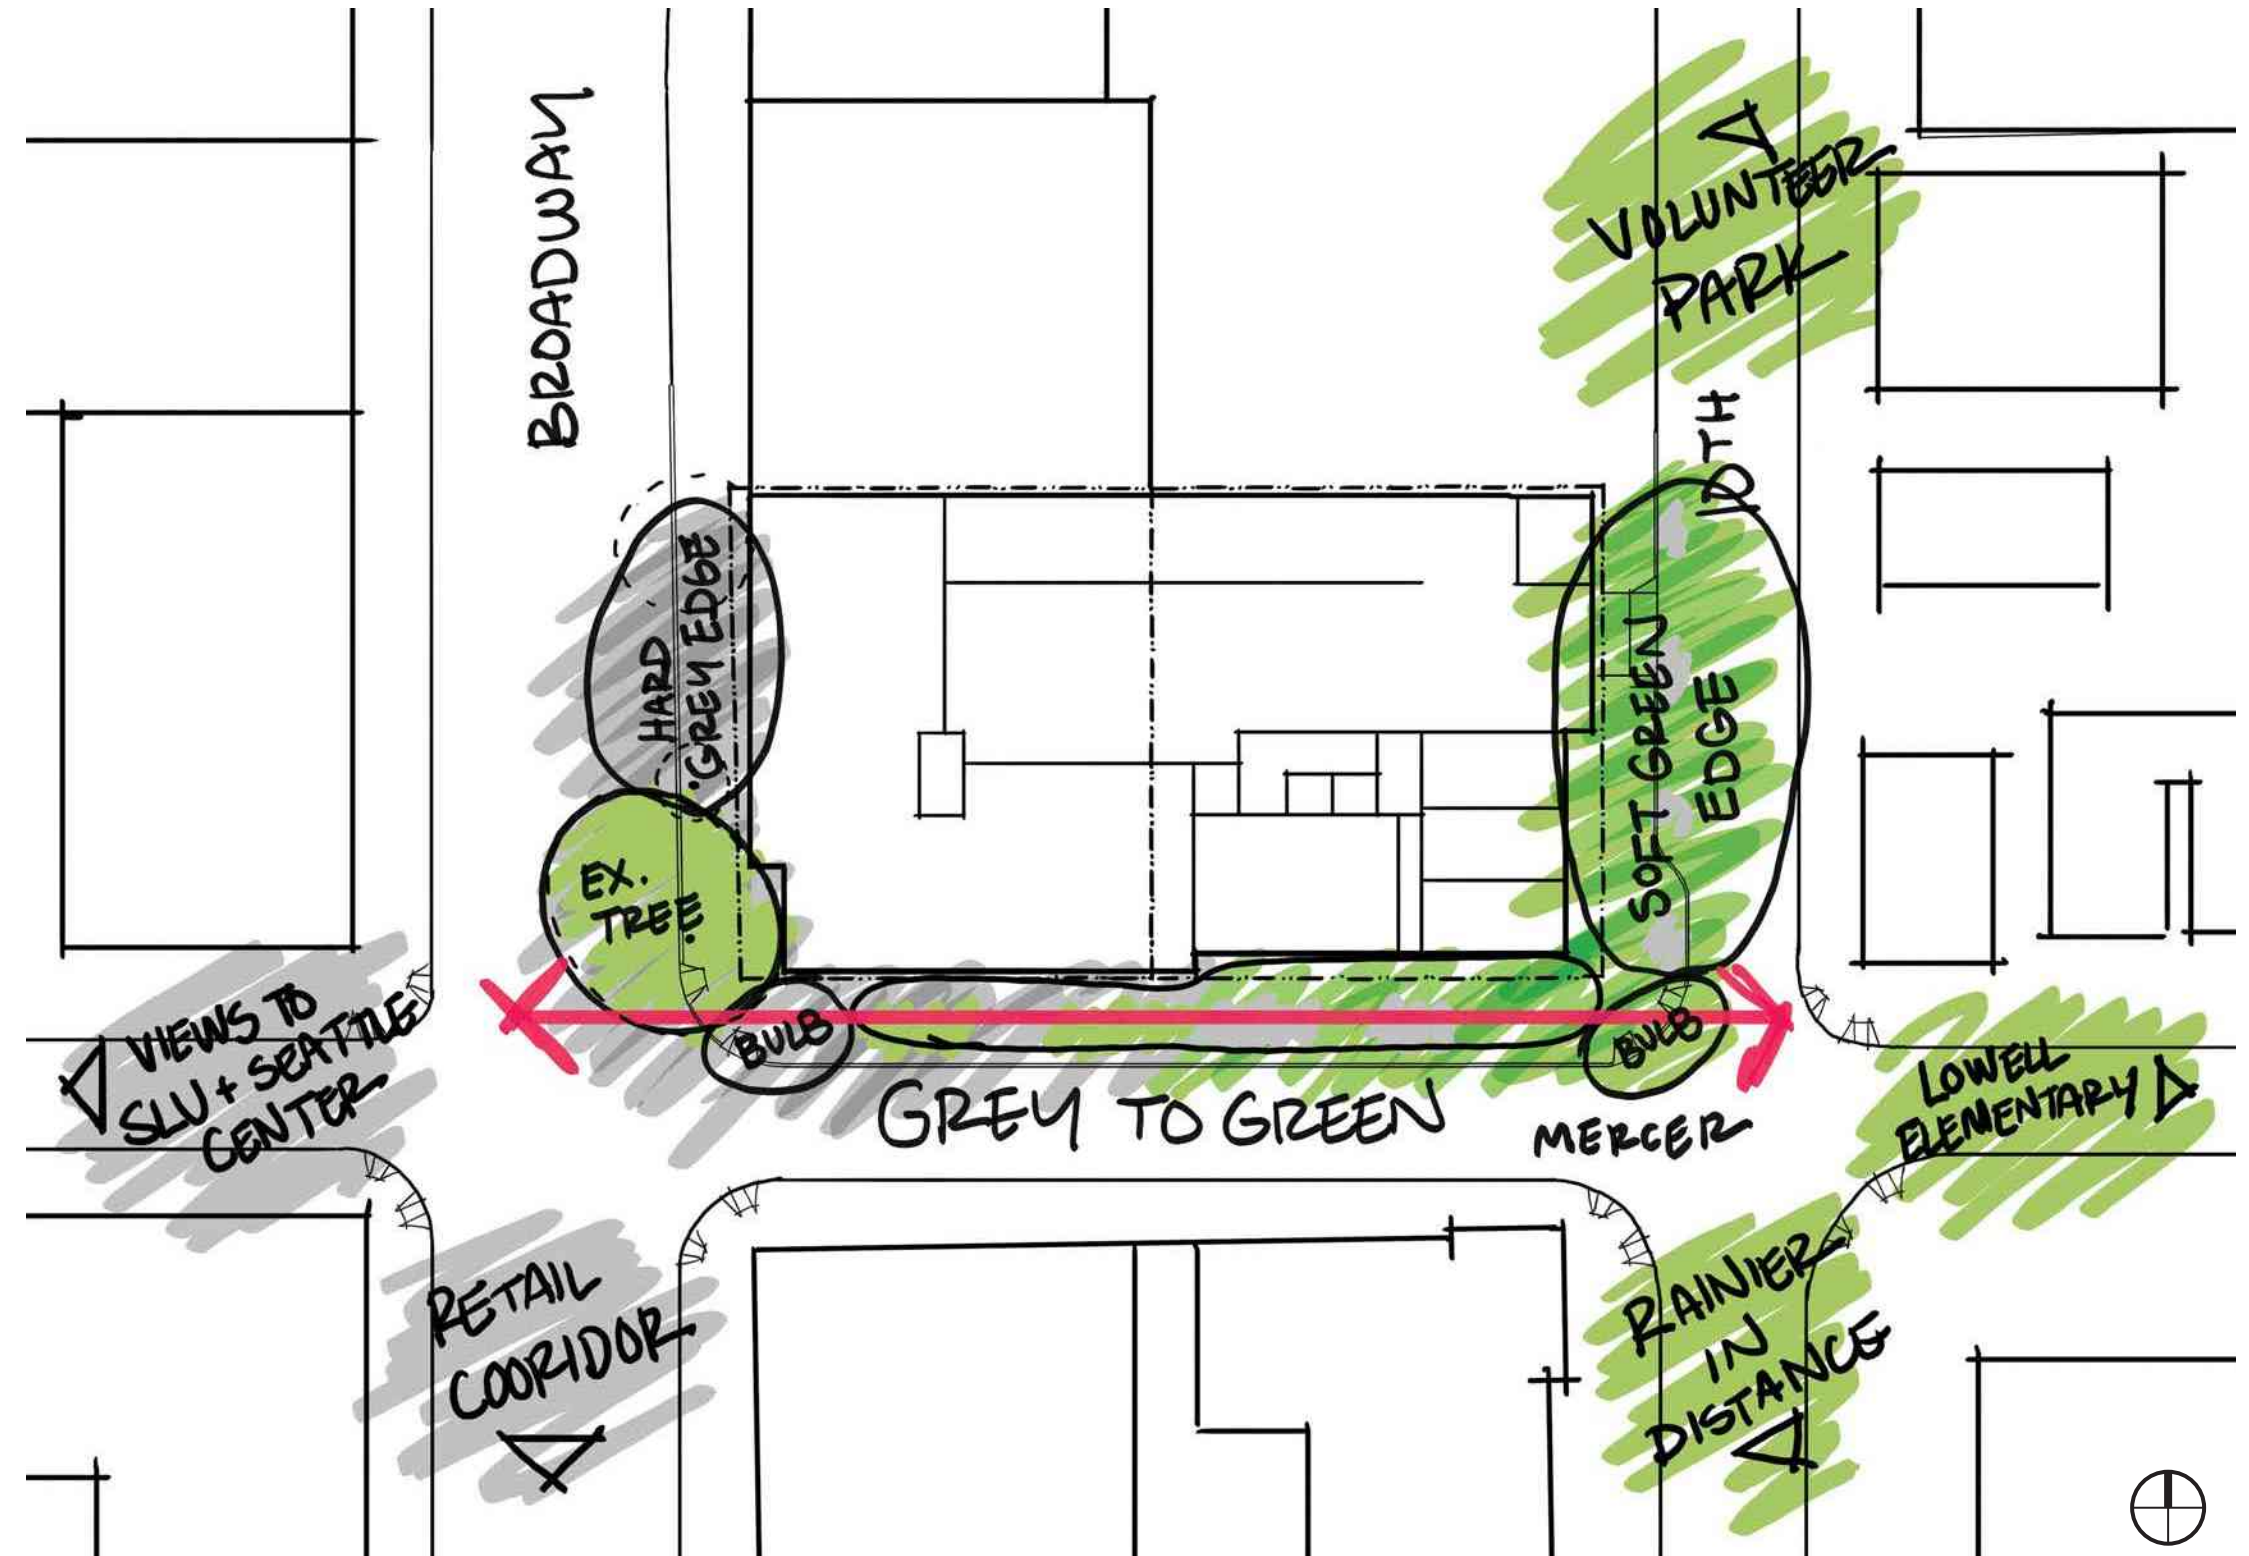 BROADWAY
VOLUNTEER
PARK
10TH
HARD
GREY EDGE
SOFT GREEN
EDGE
EX.
TREE
VIEWS TO
SLU + SEATTLE
CENTER
BULB
BULB
GREY TO GREEN
MERCER
LOWELL
ELEMENTARY
RETAIL
COORIDOR
RAINIER
IN
DISTANCE